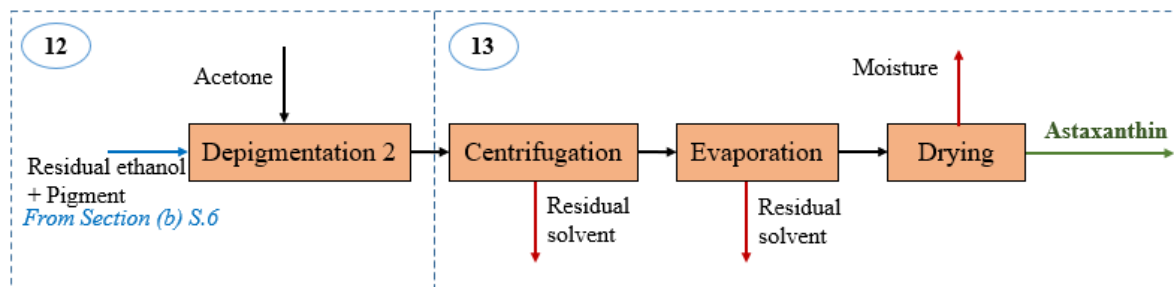 12
13
Acetone
Moisture
Astaxanthin
Depigmentation 2
Centrifugation
Evaporation
Drying
Residual ethanol
+ Pigment
From Section (b) S.6
Residual
solvent
Residual
solvent